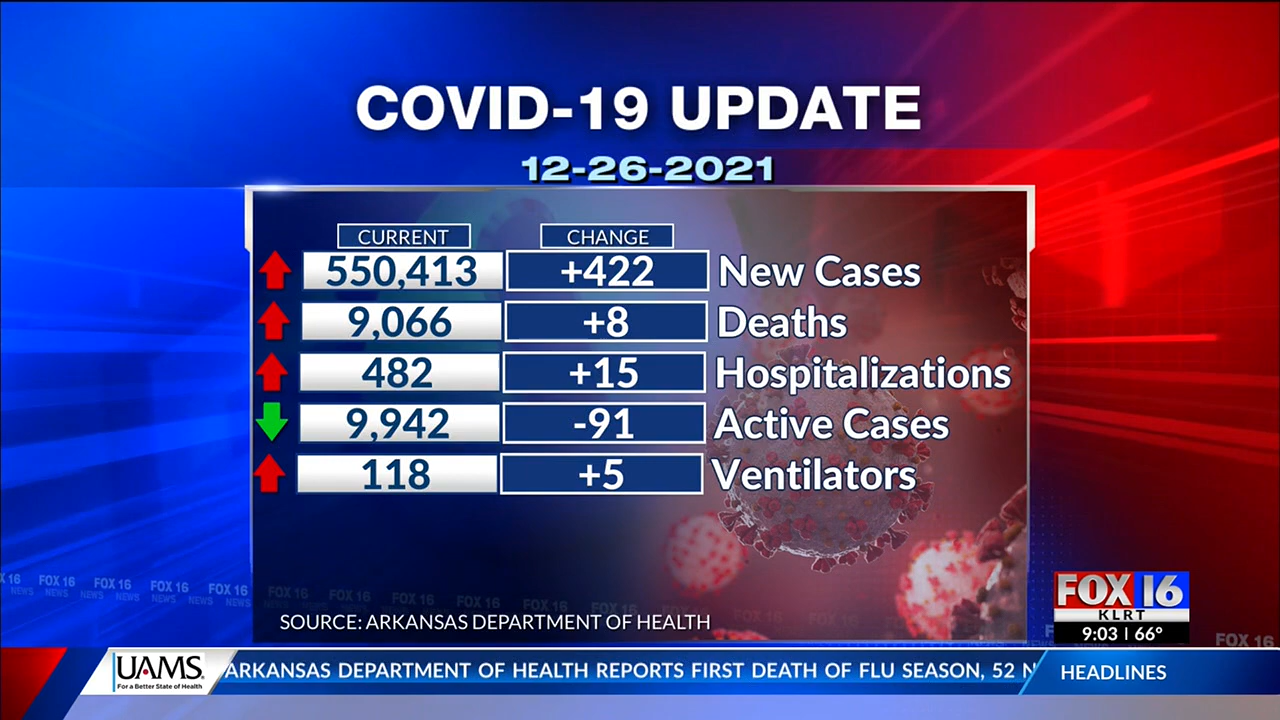 COVID-19 UPDATE
12-26-2021
CURRENT CHANGE
550,413 +422 New Cases
9,066 +8 Deaths
482 +15 Hospitalizations
9,942 -91 Active Cases
118 +5 Ventilators
SOURCE: ARKANSAS DEPARTMENT OF HEALTH
FOX 16
KLRT
9:03 | 66°
UAMS
For a Better State of Health
ARKANSAS DEPARTMENT OF HEALTH REPORTS FIRST DEATH OF FLU SEASON, 52 N
HEADLINES